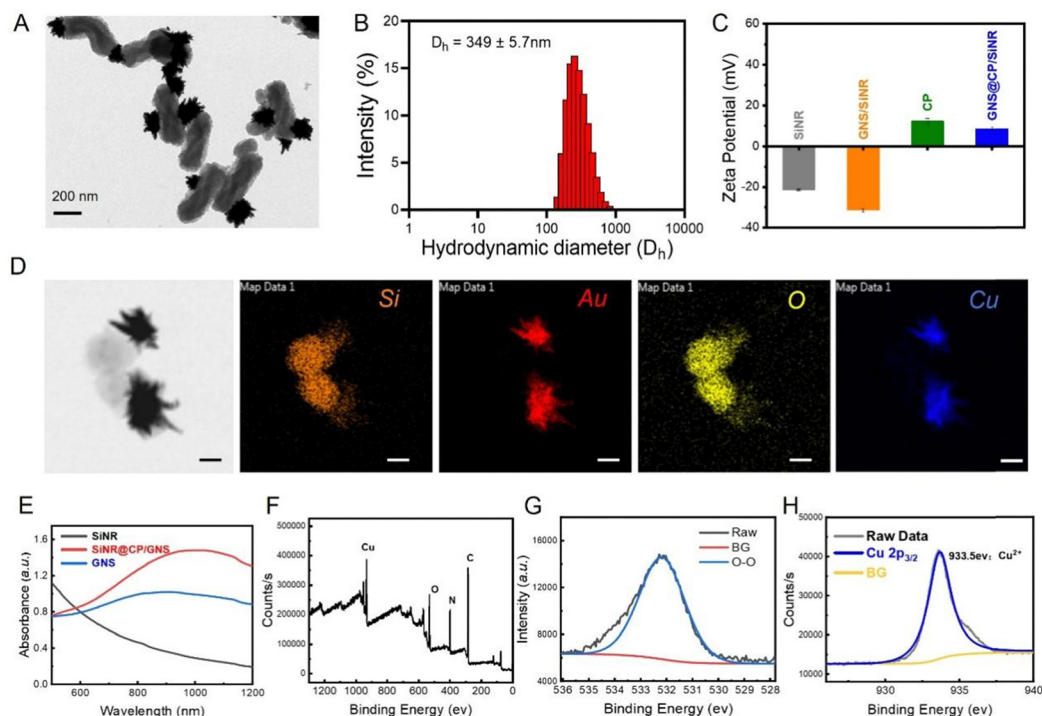 A
200 nm
B
D_h = 349 ± 5.7nm
Intensity (%)
20
15
10
5
0
1 10 100 1000 10000
Hydrodynamic diameter (D_h)
C
Zeta Potential (mV)
60
40
20
0
-20
-40
SiNR
GNS/SiNR
CP
GNS@CP/SiNR
D
Map Data 1
Si
Map Data 1
Au
Map Data 1
O
Map Data 1
Cu
E
Absorbance (a.u.)
1.8
1.4
0.9
0.5
0.0
SiNR
SiNR@CP/GNS
GNS
600 800 1000 1200
Wavelength (nm)
F
Counts/s
500000
400000
300000
200000
100000
0
Cu
O
N
C
1200 1000 800 600 400 200 0
Binding Energy (ev)
G
Intensity (a.u.)
16000
12000
8000
4000
Raw
BG
O-O
536 535 534 533 532 531 530 529 528
Binding Energy (ev)
H
Counts/s
50000
40000
30000
20000
10000
Raw Data
Cu 2p3/2
BG
933.5ev: Cu2+
930 935 940
Binding Energy (ev)